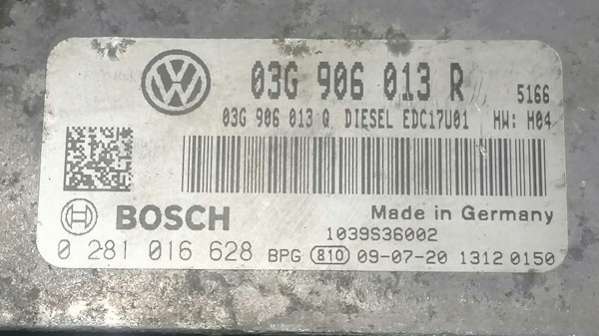 03G 906 013 R 5166
03G 906 013 Q DIESEL EDC17U01 HW: H04
BOSCH Made in Germany
1039S36002
0 281 016 628 BPG 810 09-07-20 1312 0150